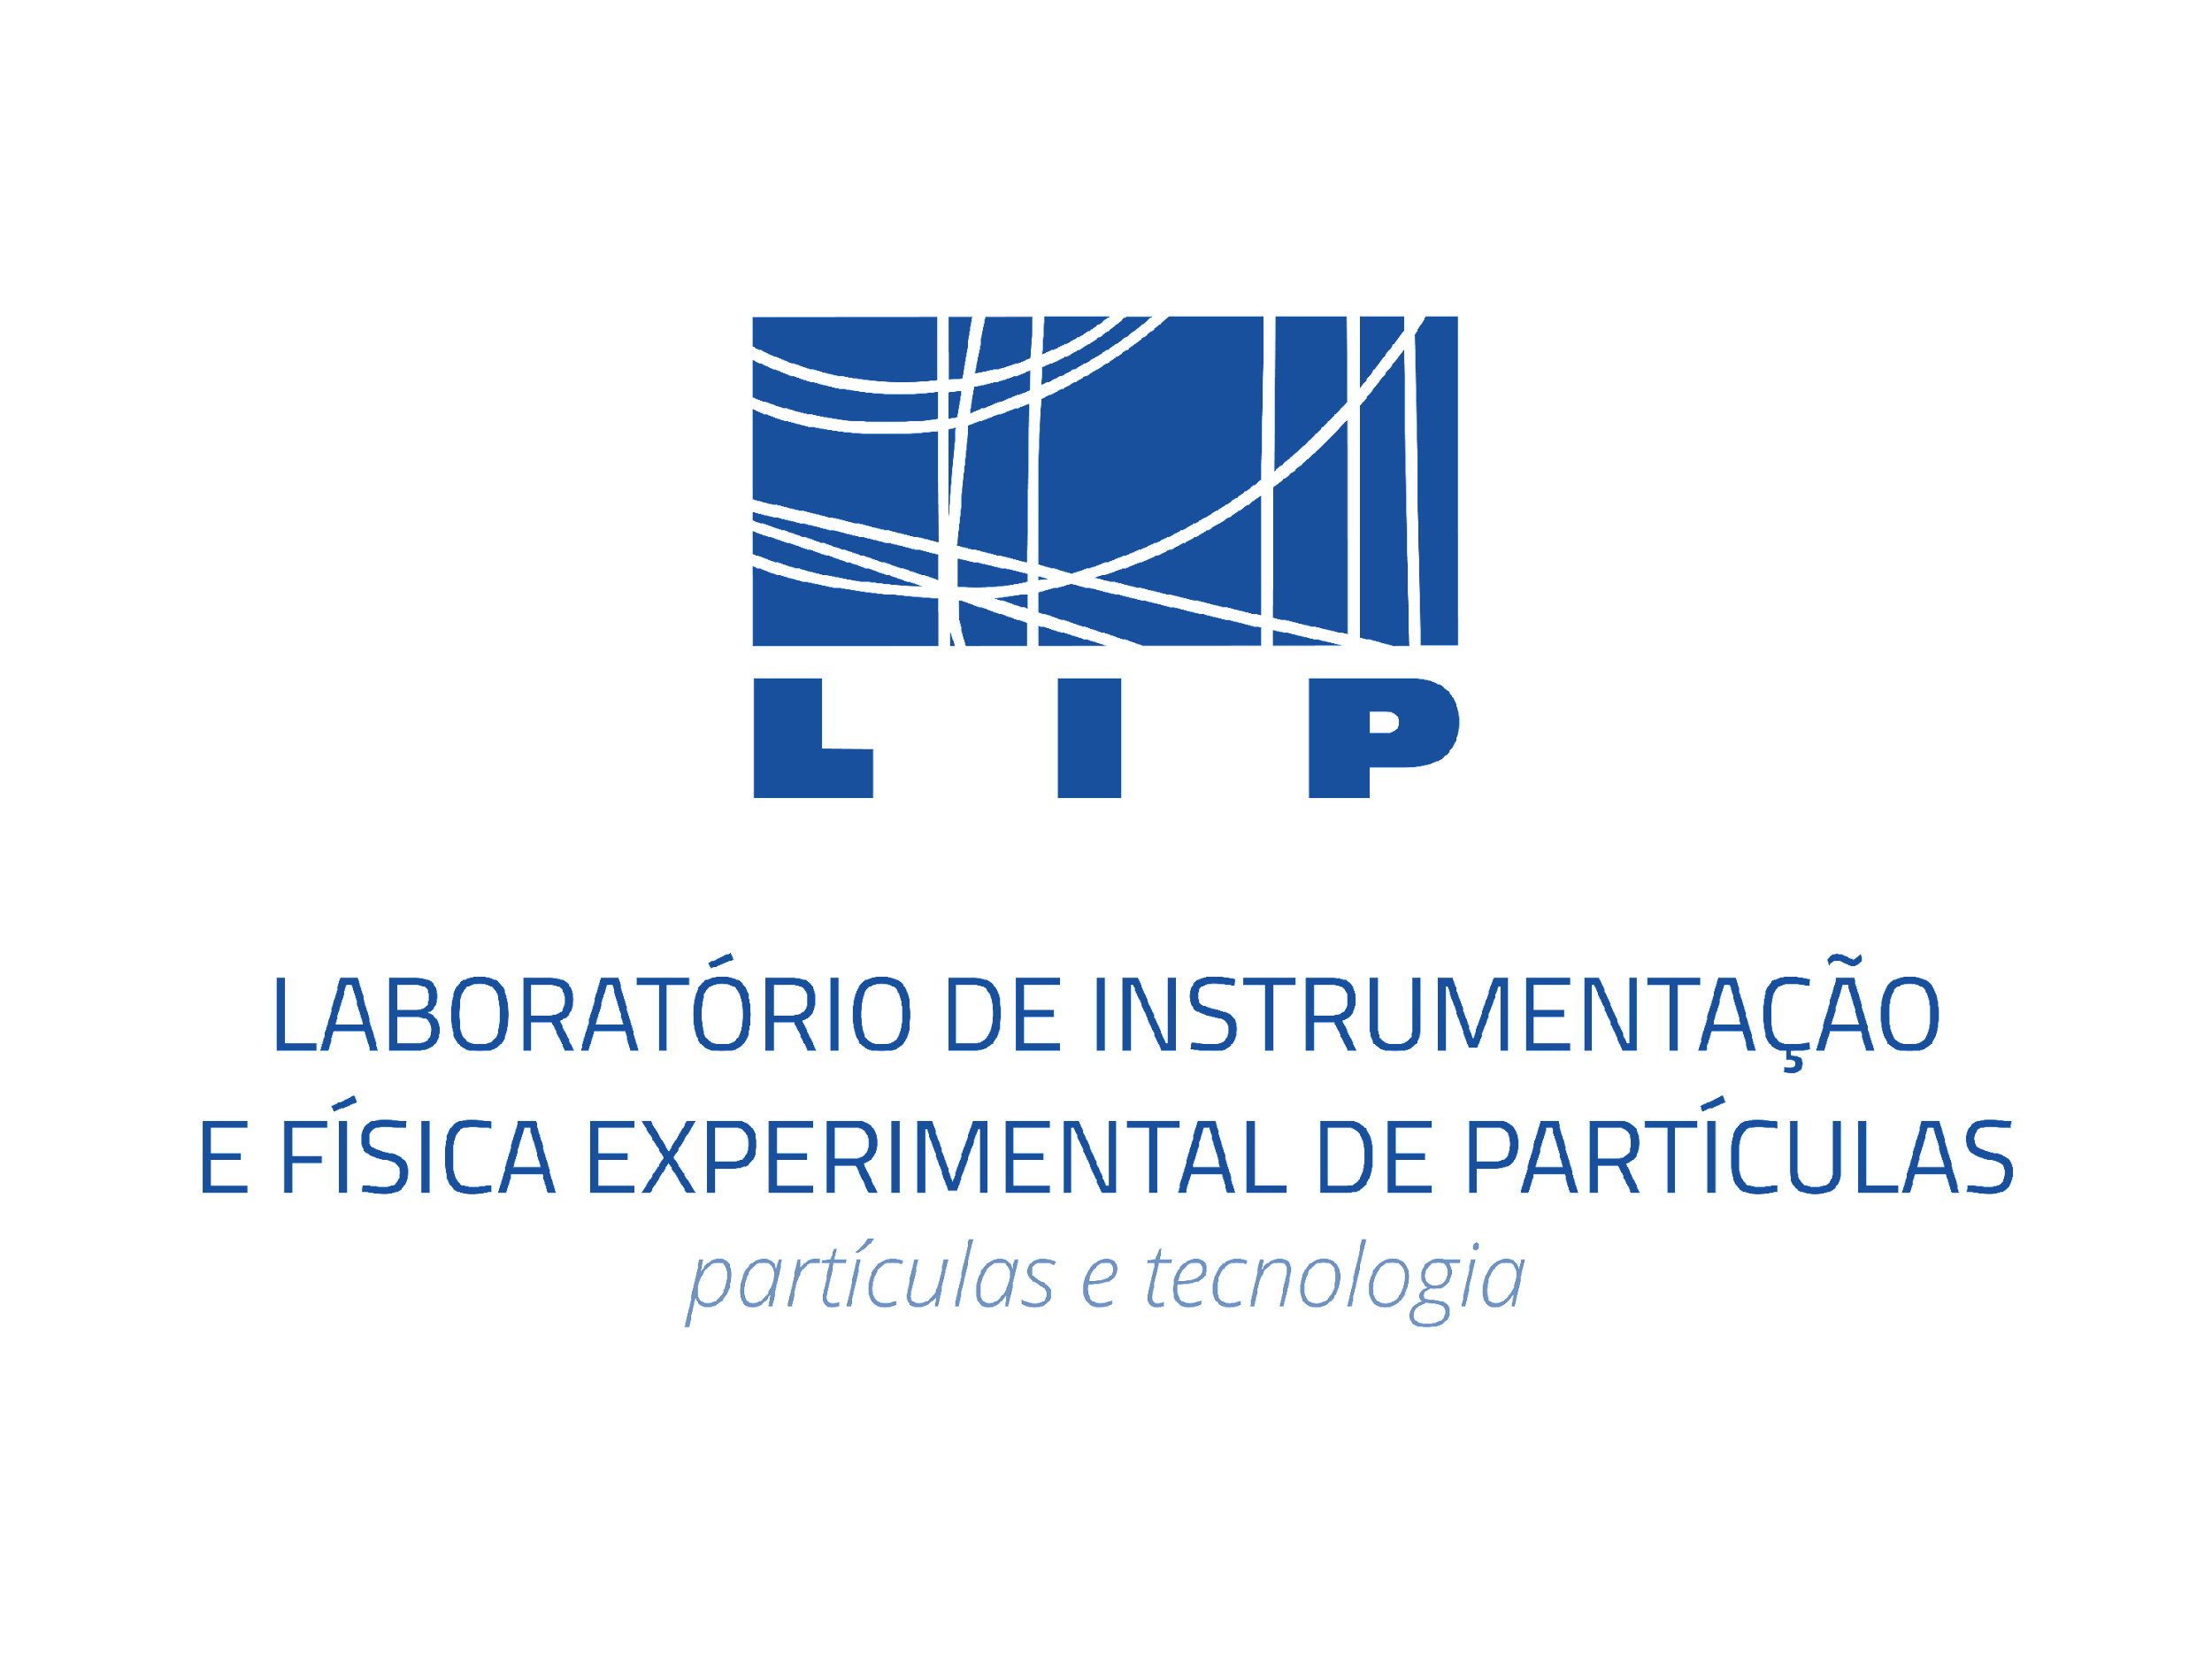 LIP
LABORATÓRIO DE INSTRUMENTAÇÃO
E FÍSICA EXPERIMENTAL DE PARTÍCULAS
partículas e tecnologia